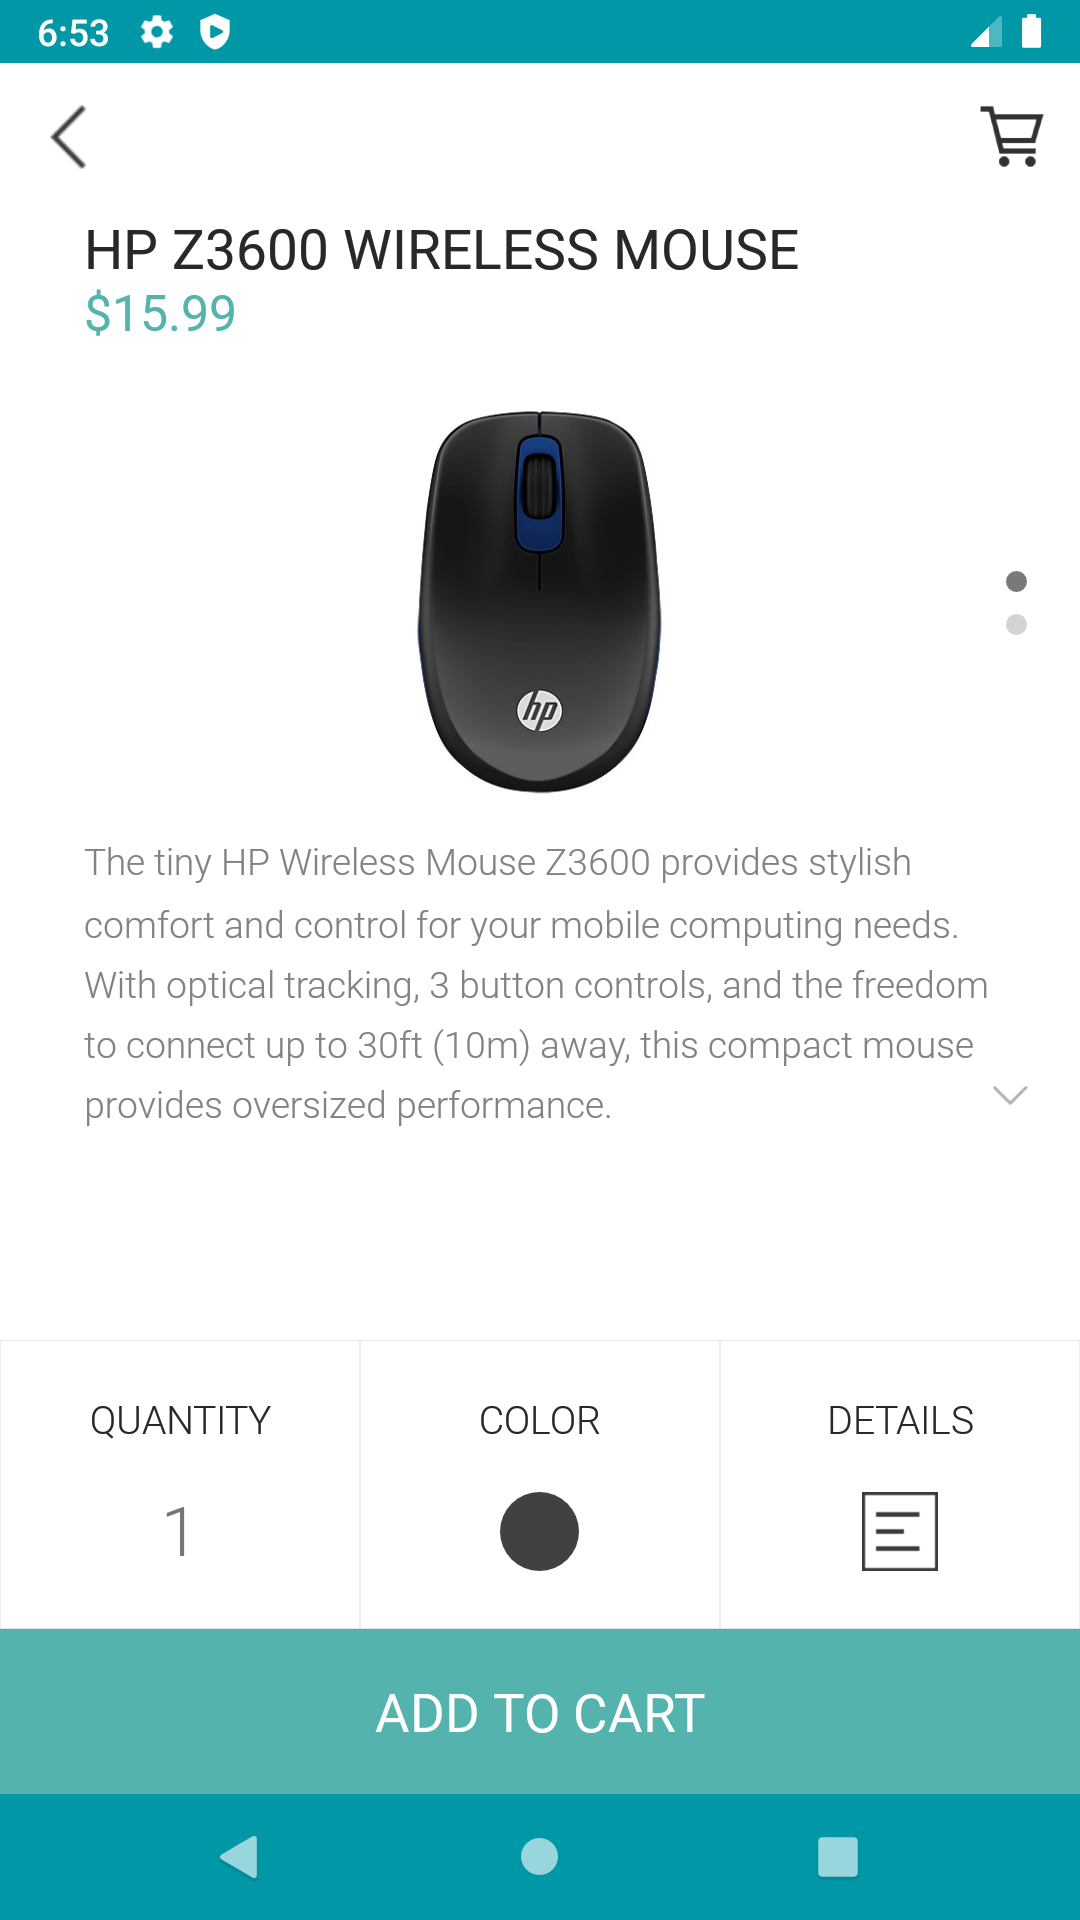 6:53
HP Z3600 WIRELESS MOUSE
$15.99
hp
The tiny HP Wireless Mouse Z3600 provides stylish
comfort and control for your mobile computing needs.
With optical tracking, 3 button controls, and the freedom
to connect up to 30ft (10m) away, this compact mouse
provides oversized performance.
QUANTITY
COLOR
DETAILS
1
ADD TO CART